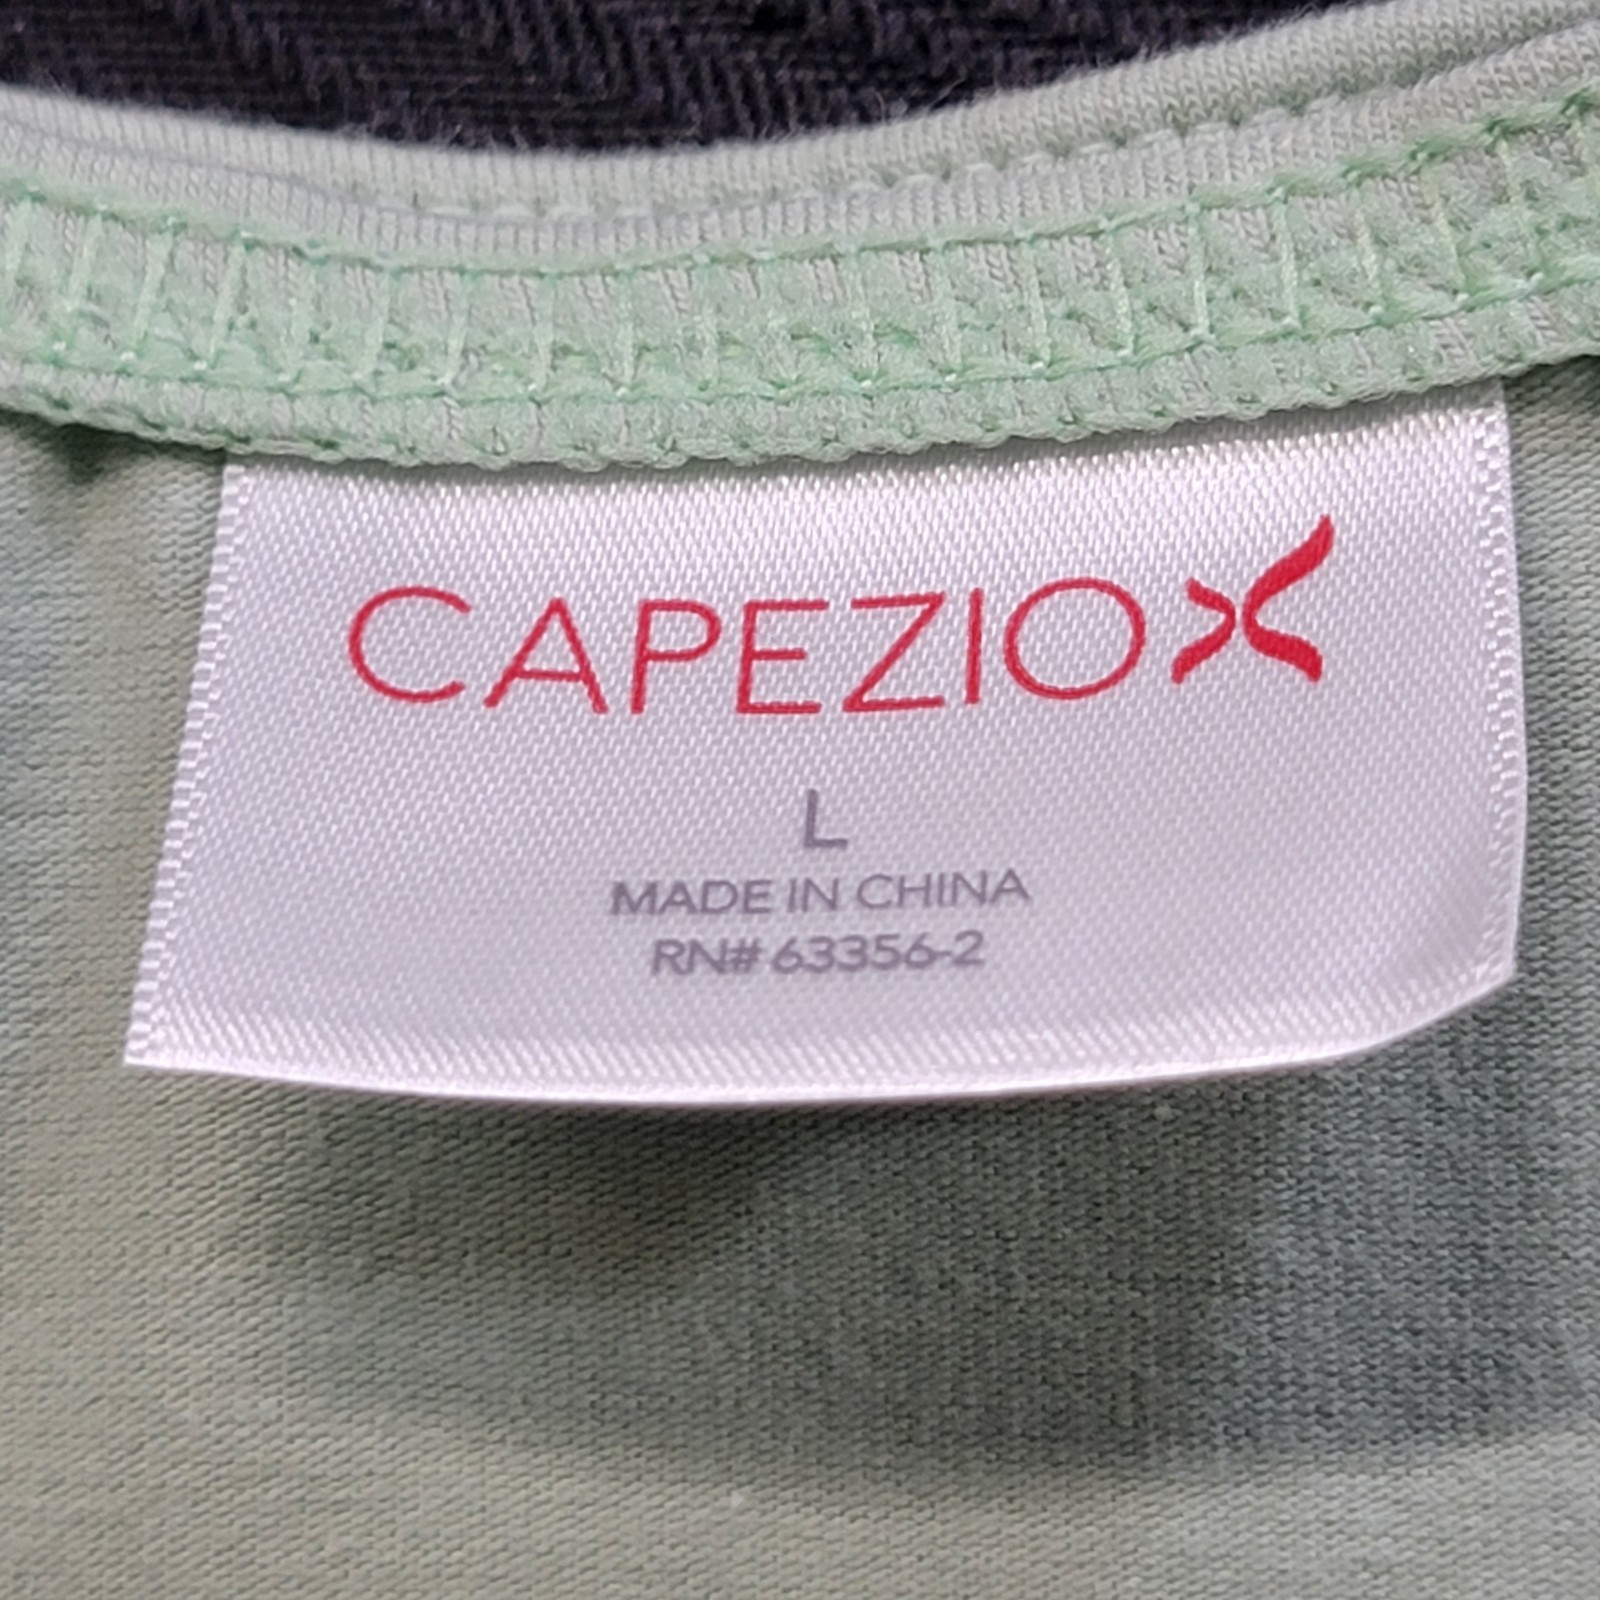 CAPEZIO
L
MADE IN CHINA
RN# 63356-2